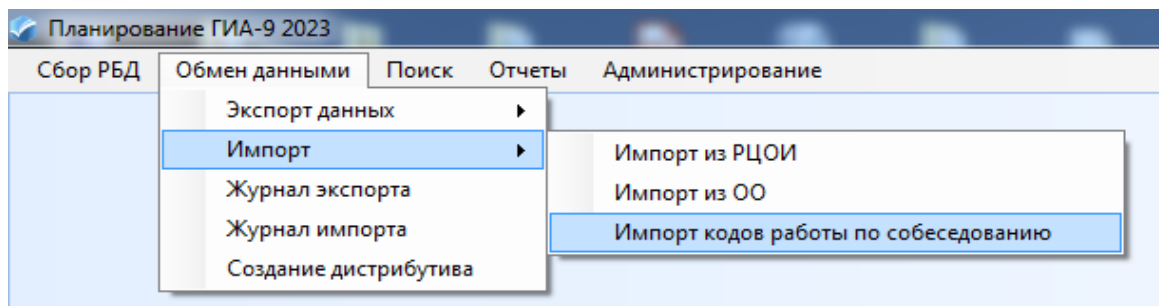 Планирование ГИА-9 2023
Сбор РБД Обмен данными Поиск Отчеты Администрирование
Экспорт данных
Импорт
Импорт из РЦОИ
Импорт из ОО
Импорт кодов работы по собеседованию
Журнал экспорта
Журнал импорта
Создание дистрибутива